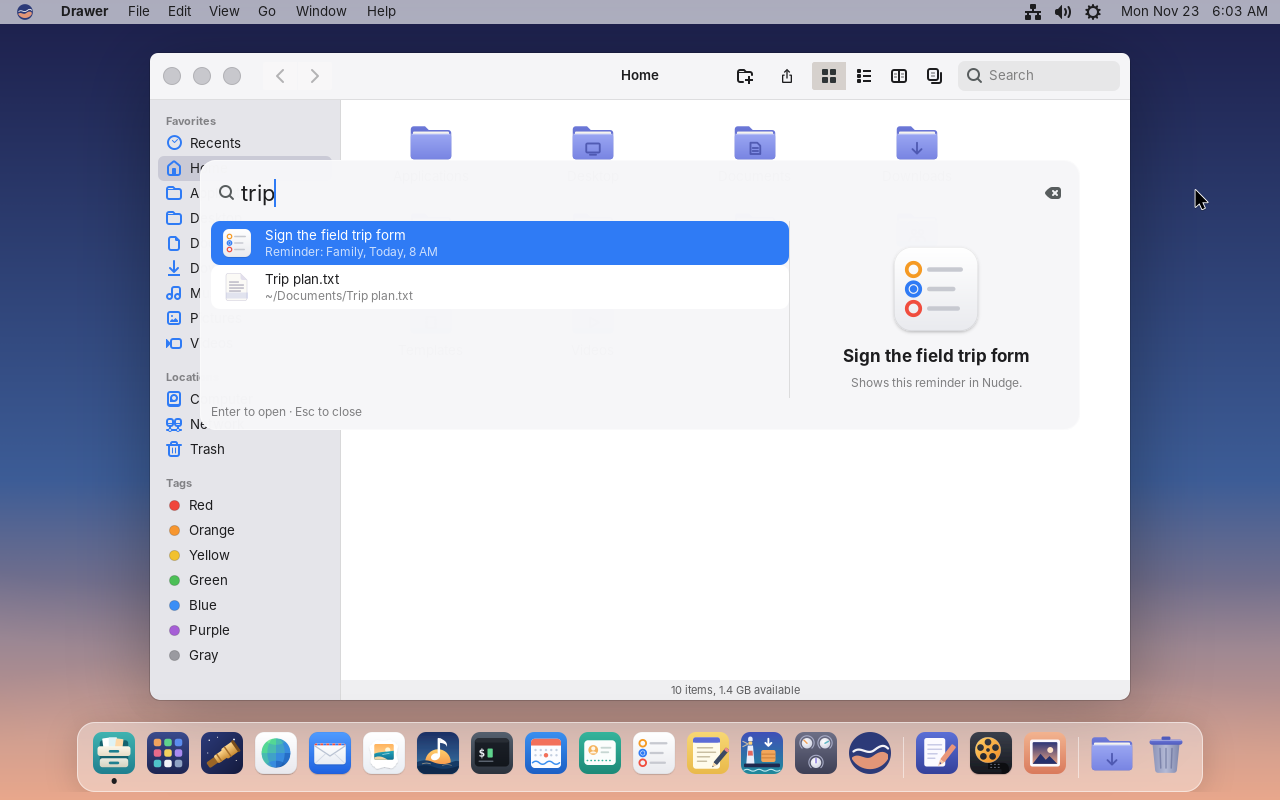 Drawer File Edit View Go Window Help Mon Nov 23 6:03 AM
Home Search
Favorites
Recents
trip
Sign the field trip form
Reminder: Family, Today, 8 AM
Trip plan.txt
~/Documents/Trip plan.txt
Sign the field trip form
Shows this reminder in Nudge.
Enter to open · Esc to close
Trash
Tags
Red
Orange
Yellow
Green
Blue
Purple
Gray
10 items, 1.4 GB available
$